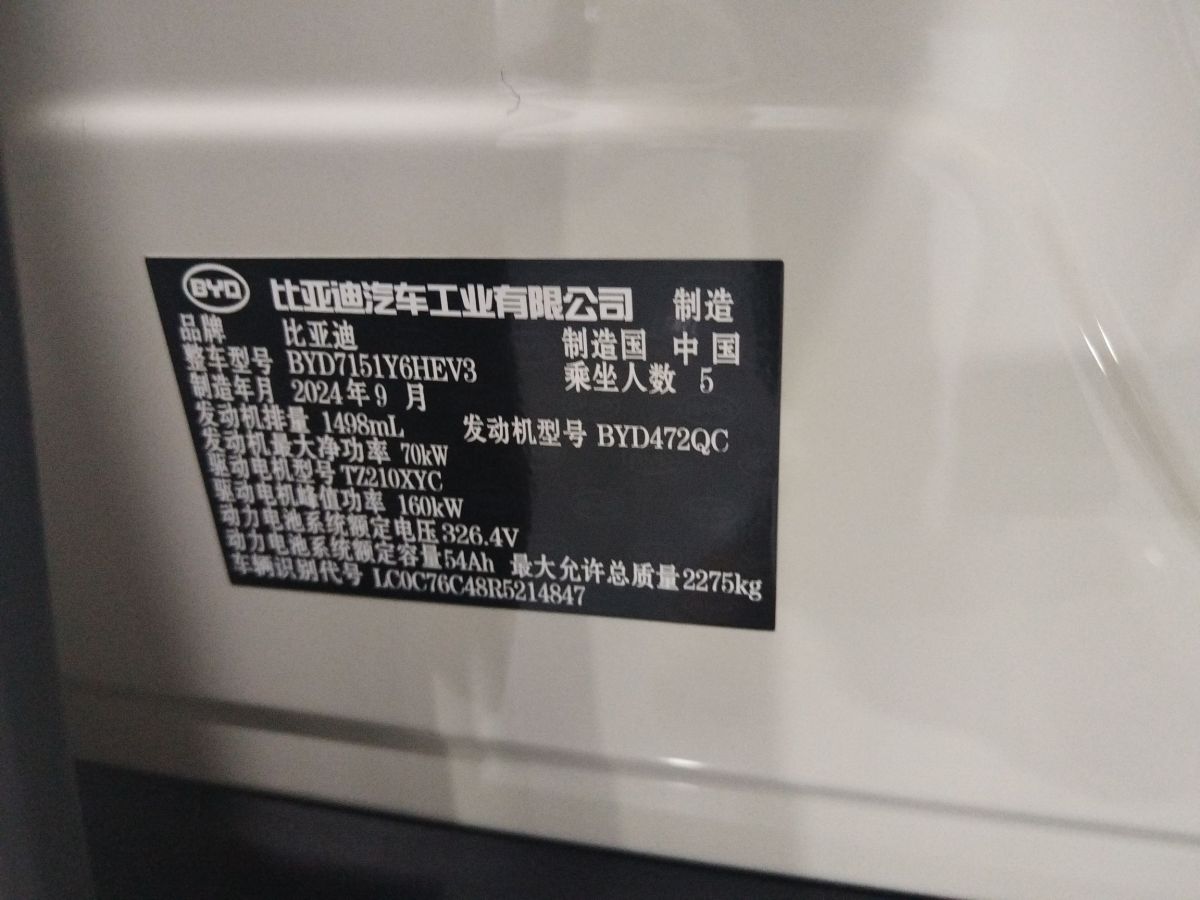 BYD 比亚迪汽车工业有限公司 制造
品牌 比亚迪 制造国 中国
整车型号 BYD7151Y6HEV3 乘坐人数 5
制造年月 2024年9月
发动机排量 1498mL 发动机型号 BYD472QC
发动机最大净功率 70kW
驱动电机型号 TZ210XYC
驱动电机峰值功率 160kW
动力电池系统额定电压 326.4V
动力电池系统额定容量 54Ah 最大允许总质量 2275kg
车辆识别代号 LC0C76C48R5214847